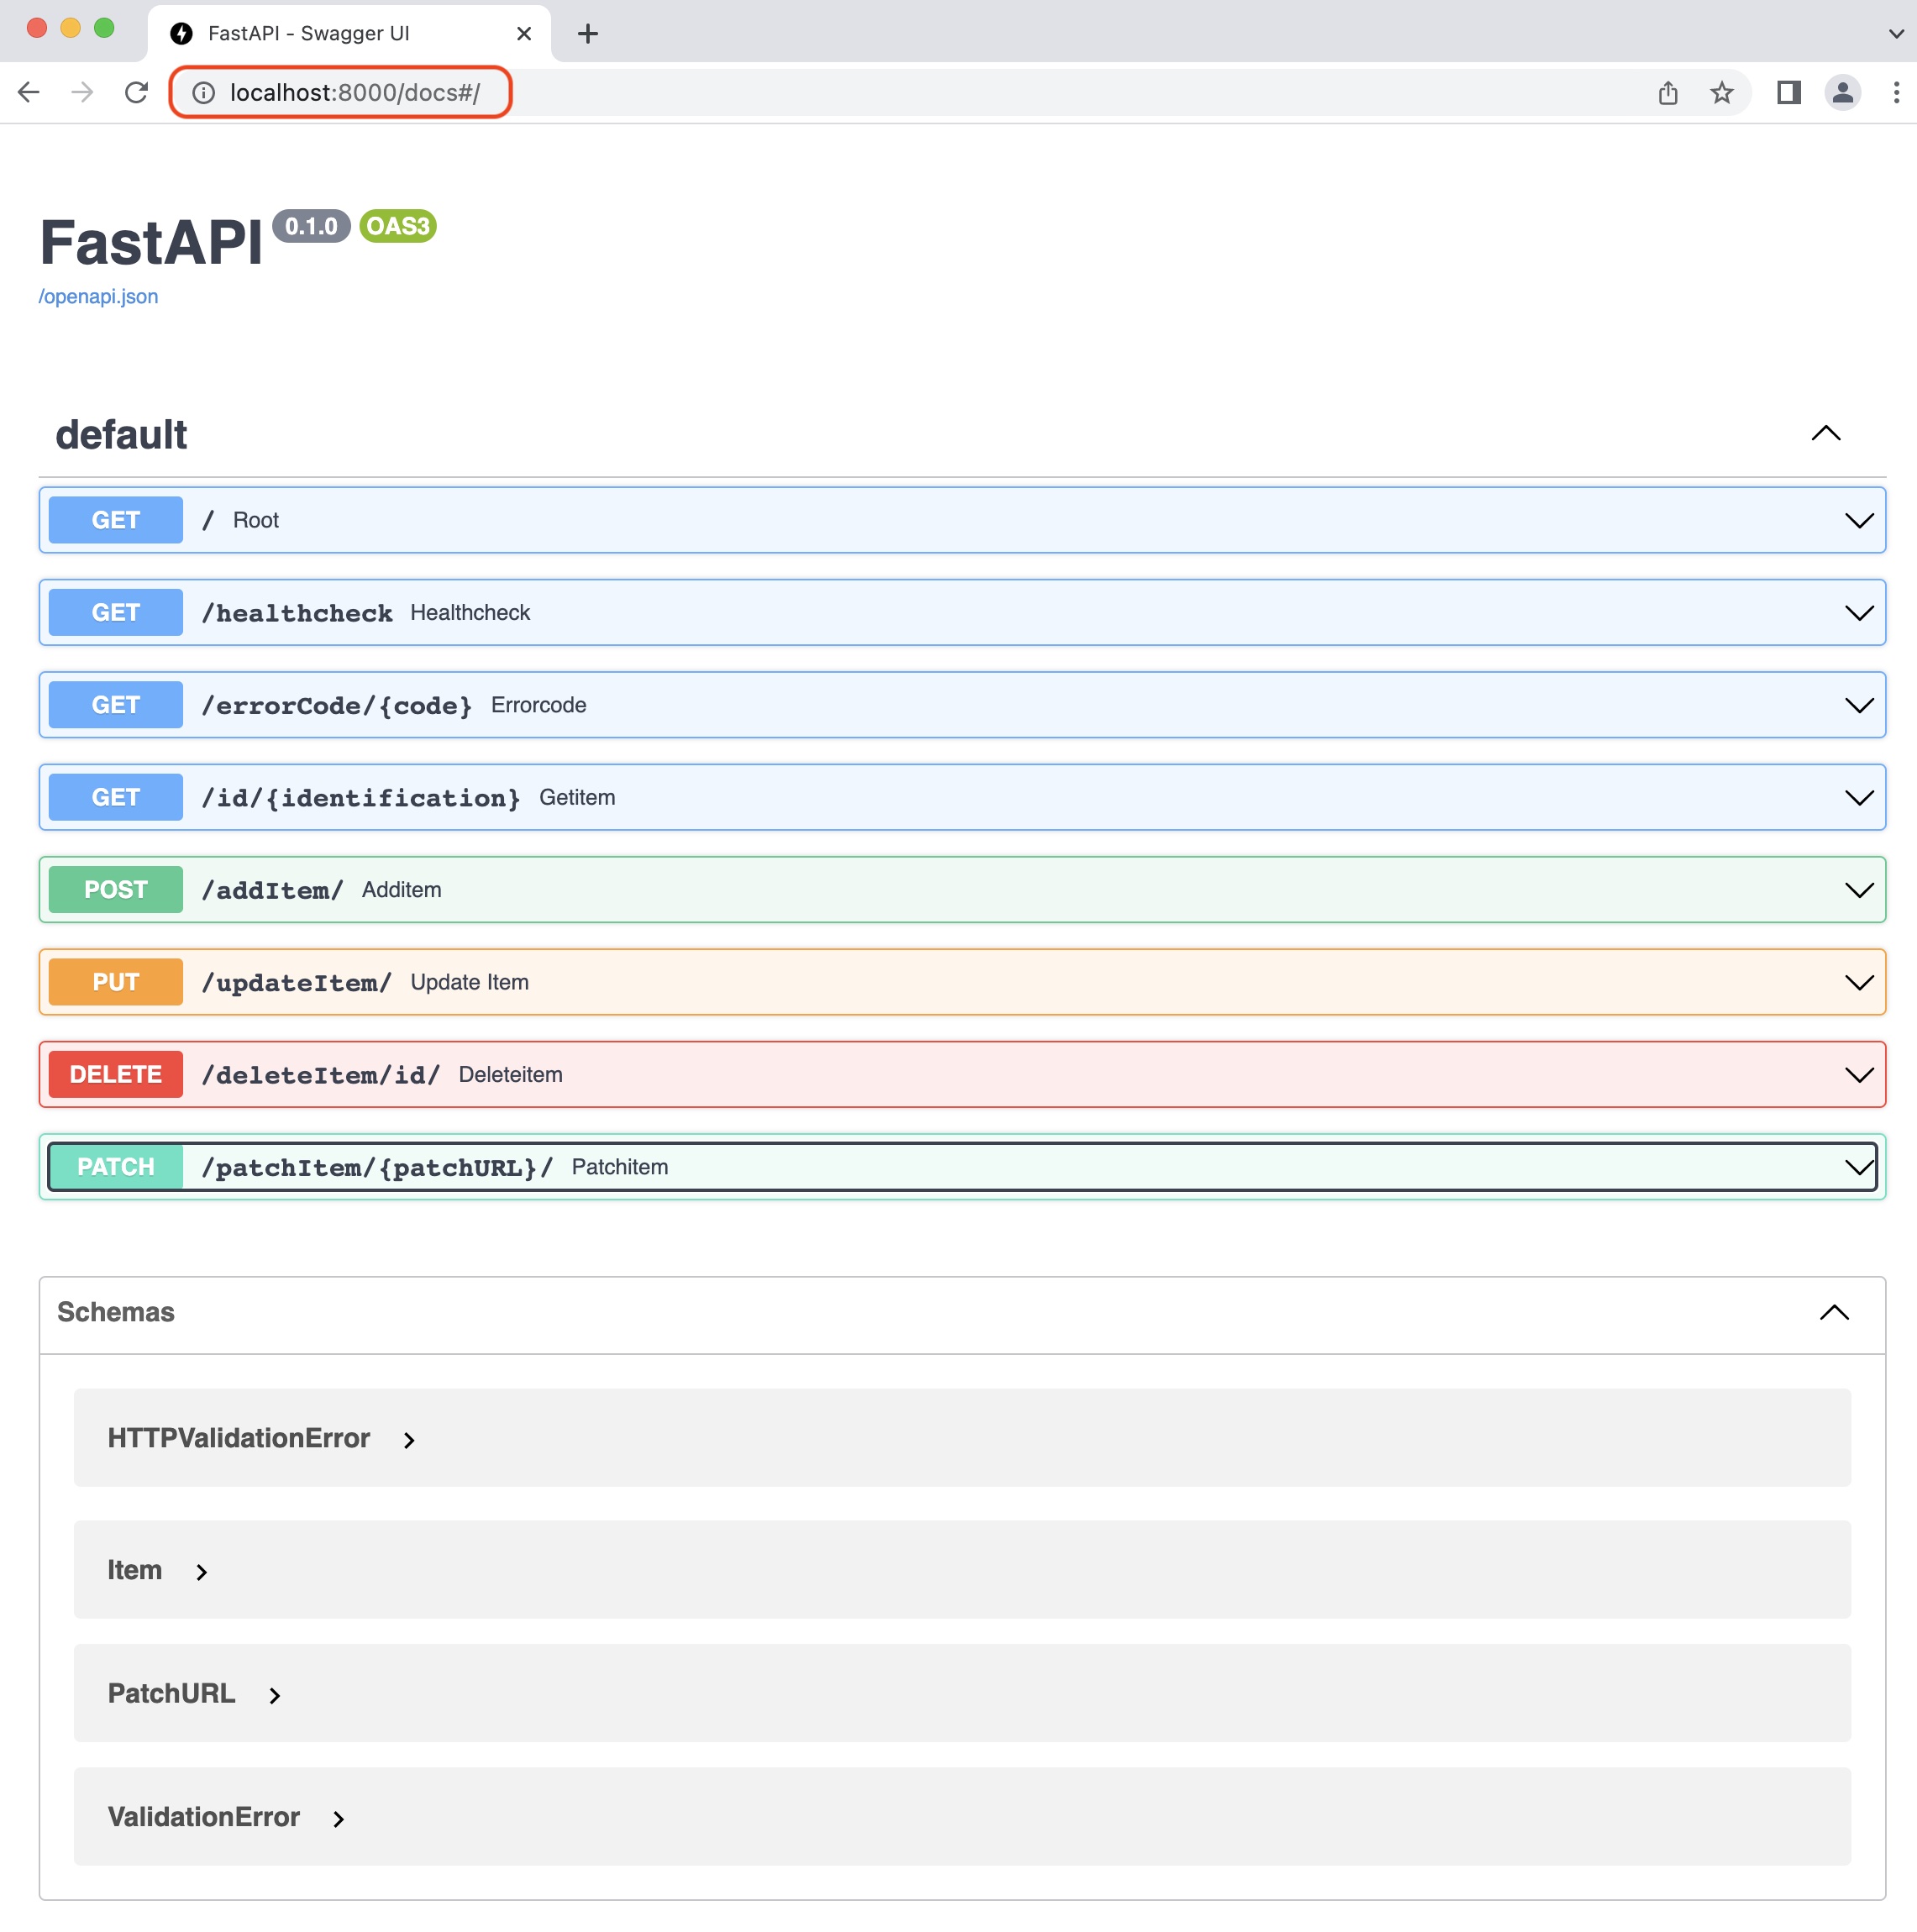 FastAPI - Swagger UI
localhost:8000/docs#/
FastAPI 0.1.0 OAS3
/openapi.json
default
GET / Root
GET /healthcheck Healthcheck
GET /errorCode/{code} Errorcode
GET /id/{identification} Getitem
POST /addItem/ Additem
PUT /updateItem/ Update Item
DELETE /deleteItem/id/ Deleteitem
PATCH /patchItem/{patchURL}/ Patchitem
Schemas
HTTPValidationError
Item
PatchURL
ValidationError